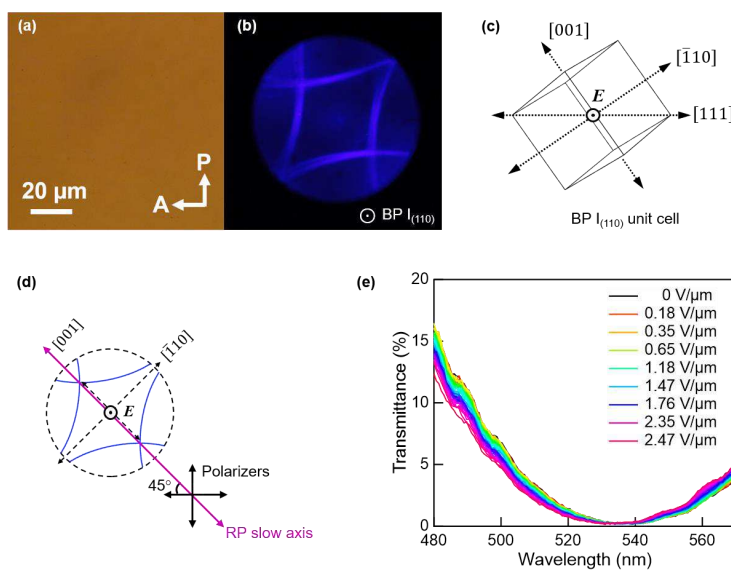 (a)
P
A
20 µm
(b)
BP I(110)
(c)
[001]
[1̄10]
E
[111]
BP I(110) unit cell
(d)
[001]
[1̄10]
E
Polarizers
45°
RP slow axis
(e)
20
15
10
5
0
Transmittance (%)
480
500
520
540
560
Wavelength (nm)
0 V/µm
0.18 V/µm
0.35 V/µm
0.65 V/µm
1.18 V/µm
1.47 V/µm
1.76 V/µm
2.35 V/µm
2.47 V/µm